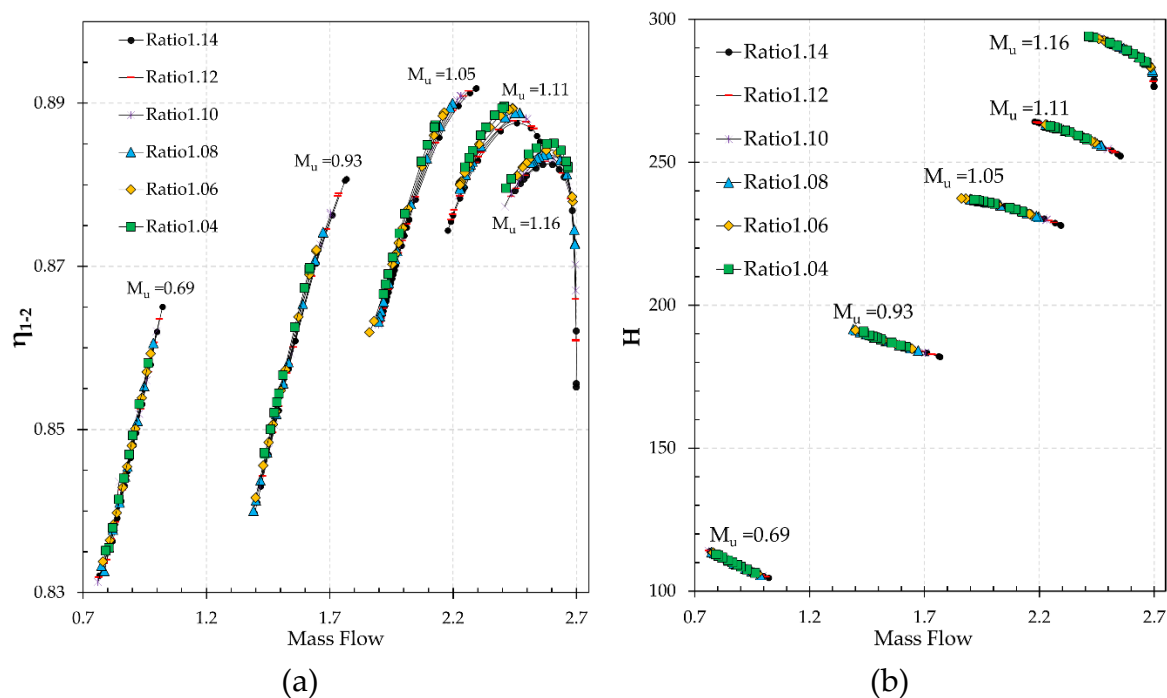 Ratio1.14
Ratio1.12
Ratio1.10
Ratio1.08
Ratio1.06
Ratio1.04
Mu =0.69
Mu =0.93
Mu =1.05
Mu =1.11
Mu =1.16
0.89
0.87
0.85
0.83
η1-2
0.7
1.2
1.7
2.2
2.7
Mass Flow
(a)
Ratio1.14
Ratio1.12
Ratio1.10
Ratio1.08
Ratio1.06
Ratio1.04
Mu =1.16
Mu =1.11
Mu =1.05
Mu =0.93
Mu =0.69
300
250
200
150
100
H
0.7
1.2
1.7
2.2
2.7
Mass Flow
(b)